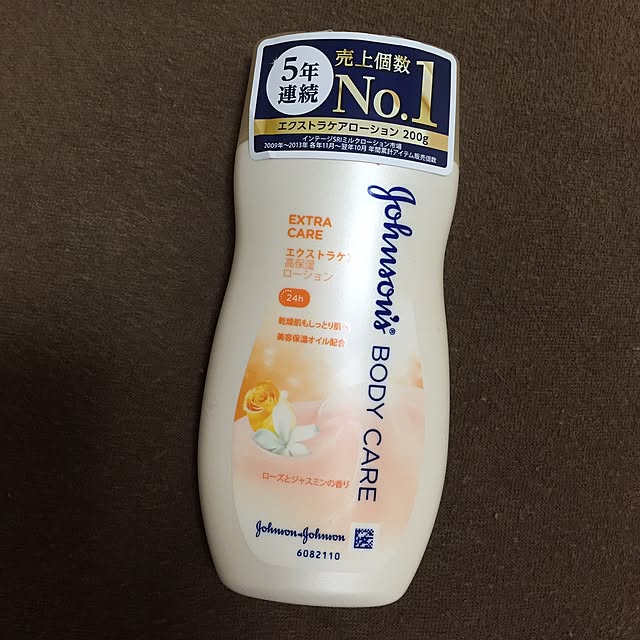 5年
連続
売上個数
No.1
エクストラケアローション 200g
インテージSRIミルクローション市場
2009年～2013年 各年11月～翌年10月 年間累計アイテム販売個数
Johnson's® BODY CARE
EXTRA
CARE
エクストラケア
高保湿
ローション
24h
乾燥肌もしっとり肌へ
美容保湿オイル配合
ローズとジャスミンの香り
Johnson&Johnson
6082110